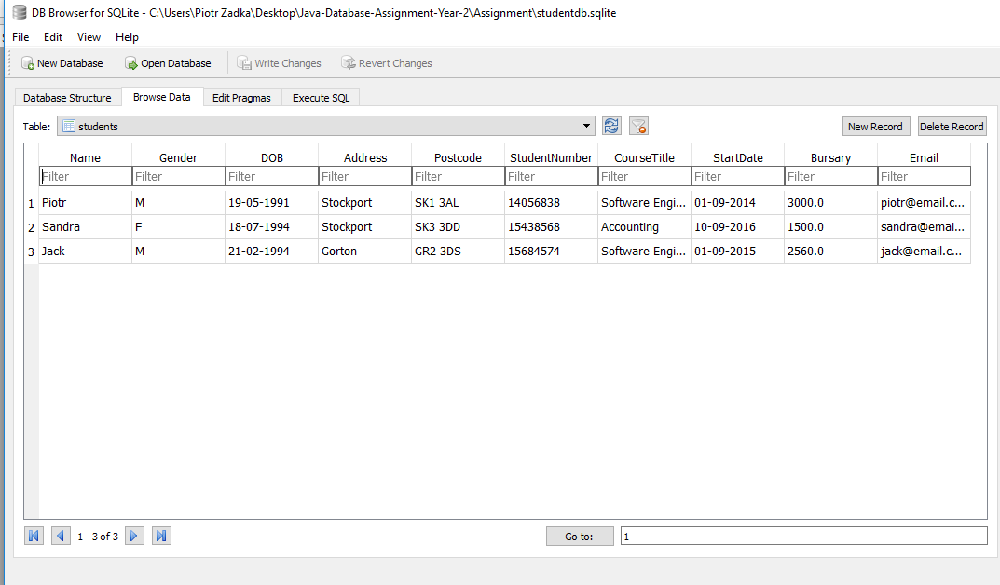 DB Browser for SQLite - C:\Users\Piotr Zadka\Desktop\Java-Database-Assignment-Year-2\Assignment\studentdb.sqlite
File Edit View Help
New Database Open Database Write Changes Revert Changes
Database Structure Browse Data Edit Pragmas Execute SQL
Table: students New Record Delete Record
Name Gender DOB Address Postcode StudentNumber CourseTitle StartDate Bursary Email
Filter Filter Filter Filter Filter Filter Filter Filter Filter Filter
1 Piotr M 19-05-1991 Stockport SK1 3AL 14056838 Software Engi... 01-09-2014 3000.0 piotr@email.c...
2 Sandra F 18-07-1994 Stockport SK3 3DD 15438568 Accounting 10-09-2016 1500.0 sandra@emai...
3 Jack M 21-02-1994 Gorton GR2 3DS 15684574 Software Engi... 01-09-2015 2560.0 jack@email.c...
1 - 3 of 3 Go to: 1